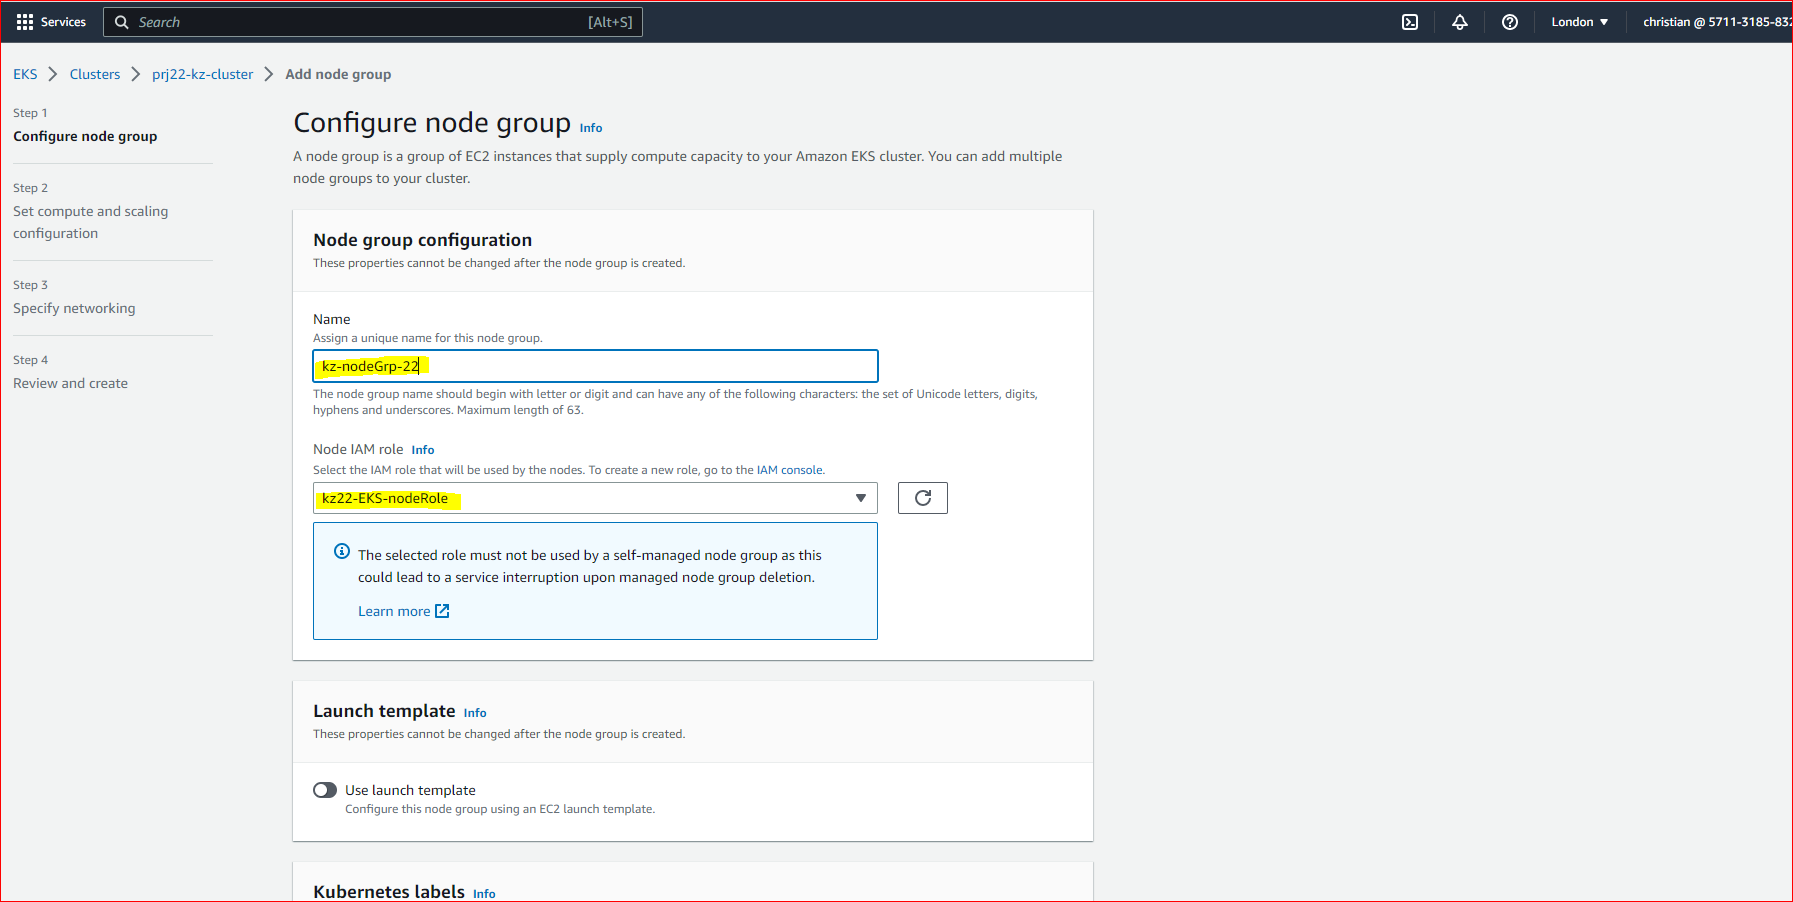 Services
Search [Alt+S]
London
christian @ 5711-3185-832
EKS > Clusters > prj22-kz-cluster > Add node group
Step 1
Configure node group
Step 2
Set compute and scaling
configuration
Step 3
Specify networking
Step 4
Review and create
Configure node group Info
A node group is a group of EC2 instances that supply compute capacity to your Amazon EKS cluster. You can add multiple
node groups to your cluster.
Node group configuration
These properties cannot be changed after the node group is created.
Name
Assign a unique name for this node group.
kz-nodeGrp-22
The node group name should begin with letter or digit and can have any of the following characters: the set of Unicode letters, digits,
hyphens and underscores. Maximum length of 63.
Node IAM role Info
Select the IAM role that will be used by the nodes. To create a new role, go to the IAM console.
kz22-EKS-nodeRole
The selected role must not be used by a self-managed node group as this
could lead to a service interruption upon managed node group deletion.
Learn more
Launch template Info
These properties cannot be changed after the node group is created.
Use launch template
Configure this node group using an EC2 launch template.
Kubernetes labels Info